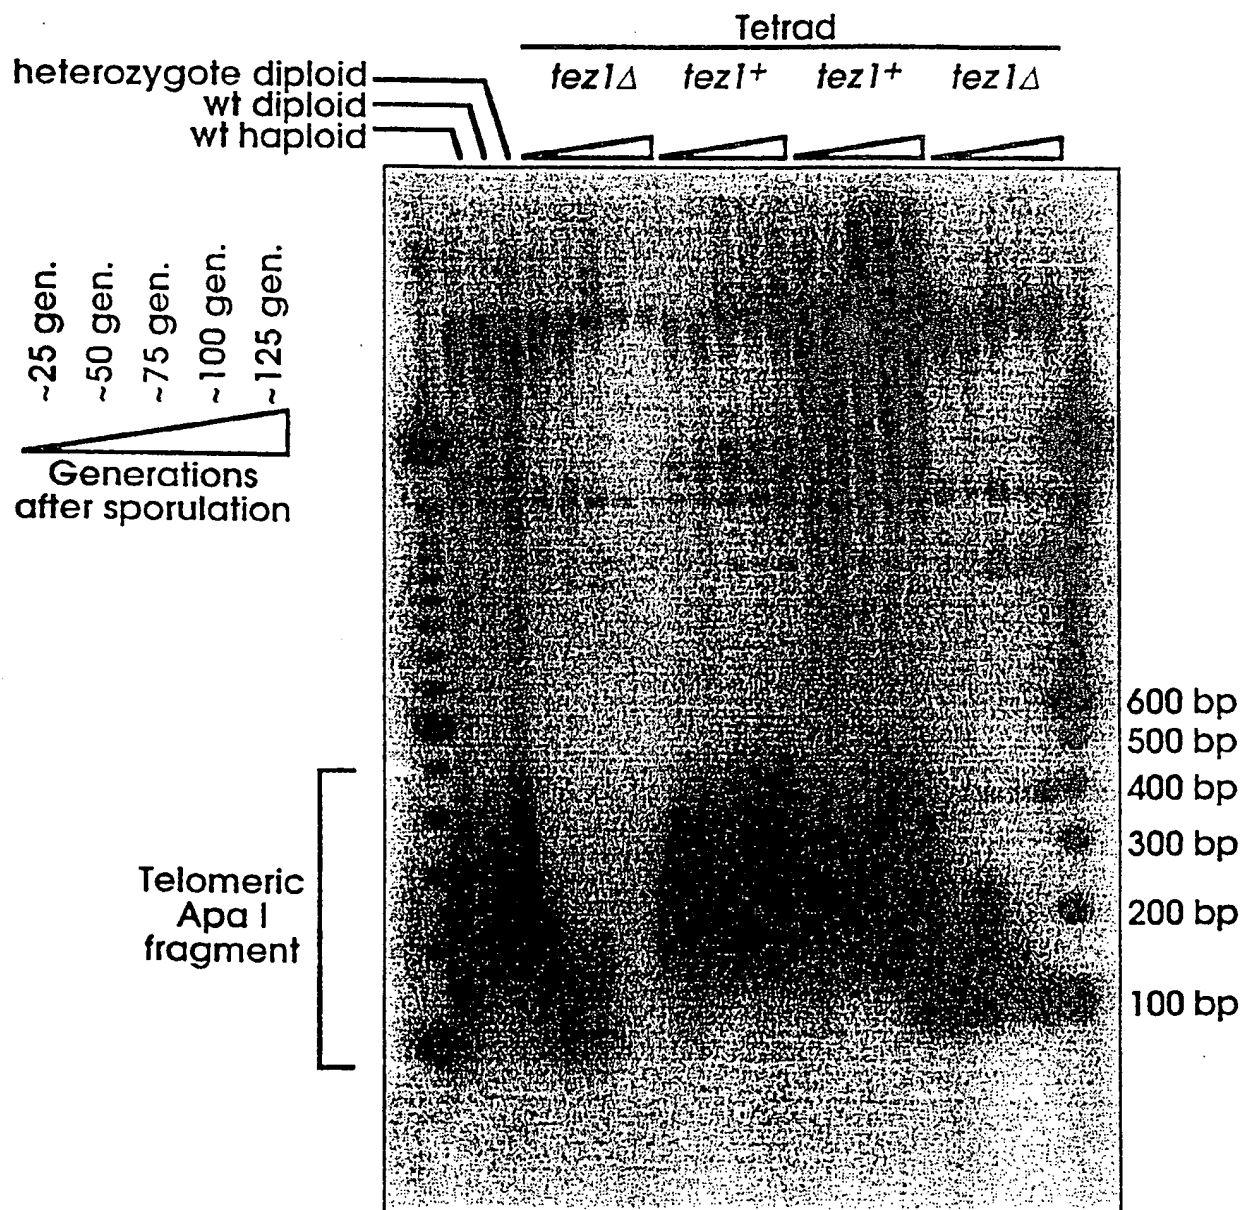 Tetrad
heterozygote diploid
wt diploid
wt haploid
tez1Δ tez1+ tez1+ tez1Δ
~25 gen.
~50 gen.
~75 gen.
~100 gen.
~125 gen.
Generations
after sporulation
600 bp
500 bp
400 bp
300 bp
200 bp
100 bp
Telomeric
Apa I
fragment